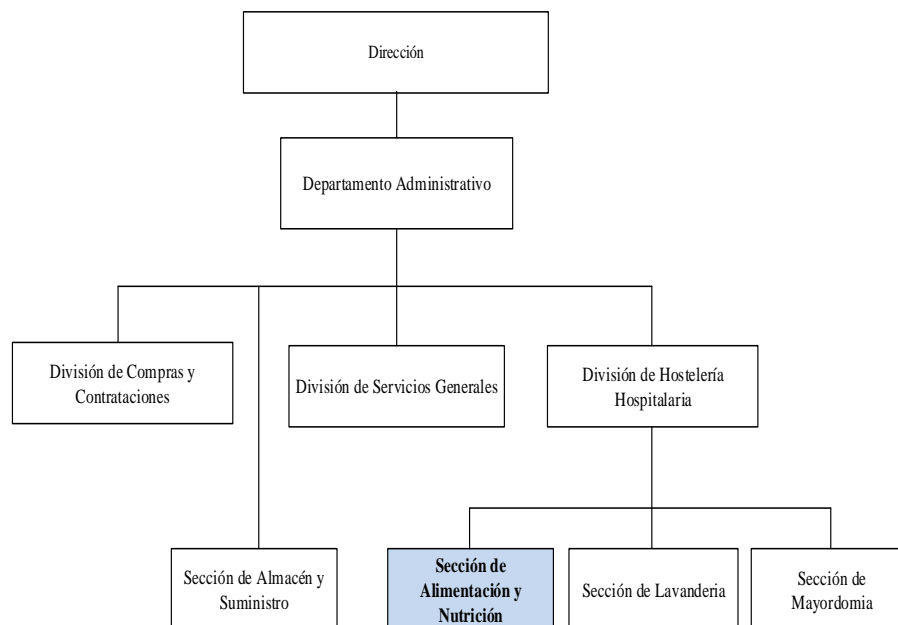 Dirección
Departamento Administrativo
División de Compras y
Contrataciones
División de Servicios Generales
División de Hostelería
Hospitalaria
Sección de Almacén y
Suministro
Sección de
Alimentación y
Nutrición
Sección de Lavanderia
Sección de
Mayordomia